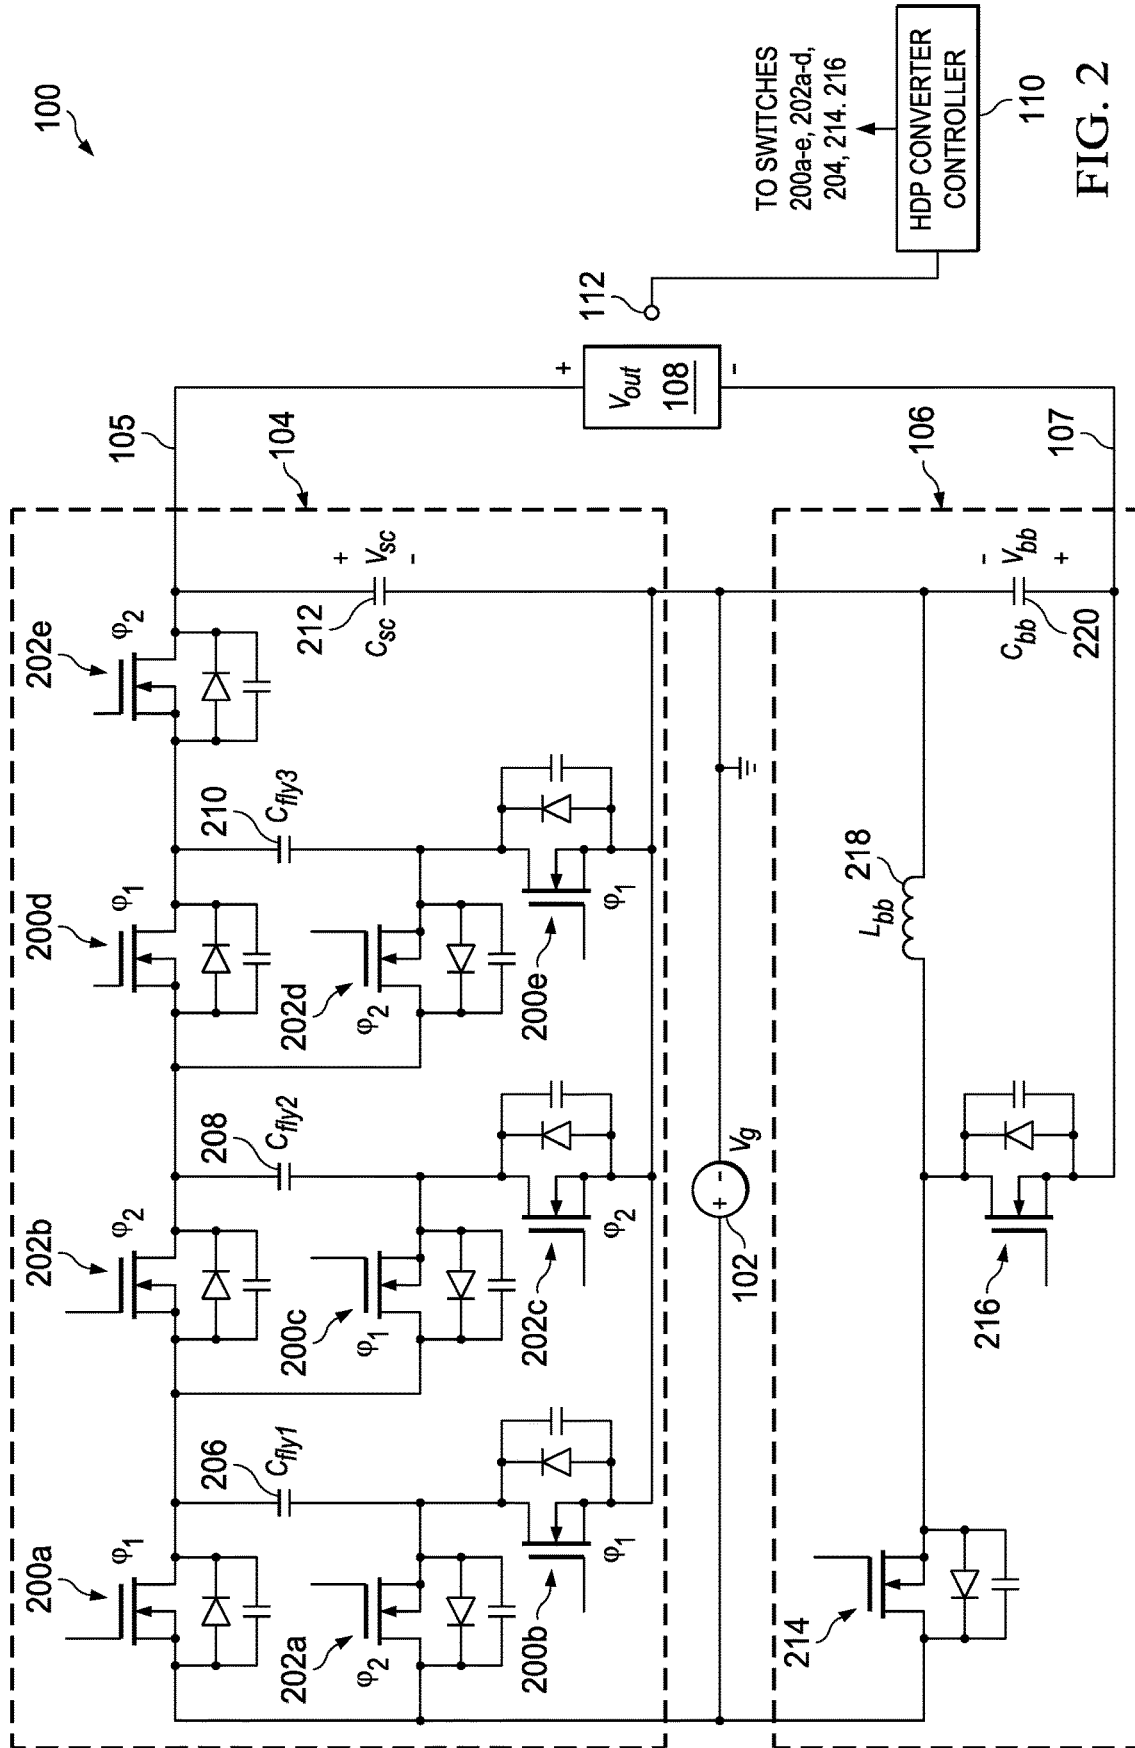 100
200a
φ1
206
Cfly1
202b
φ2
208
Cfly2
200d
φ1
210
Cfly3
202e
φ2
105
104
202a
φ2
200b
φ1
200c
φ1
202c
φ2
202d
φ2
200e
φ1
212
Csc
+
Vsc
-
+
Vout
108
-
112
TO SWITCHES
200a-e, 202a-d,
204, 214. 216
HDP CONVERTER
CONTROLLER
110
102
+ -
Vg
106
107
214
216
Lbb
218
-
Vbb
+
Cbb
220
FIG. 2